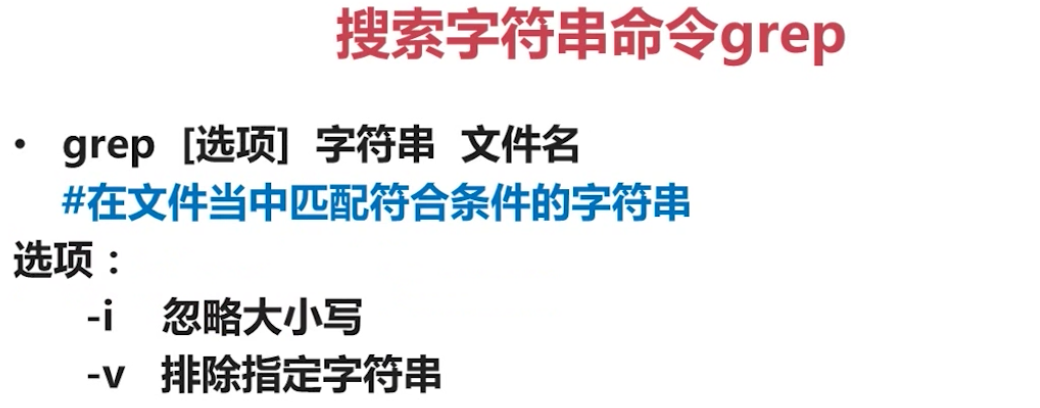 搜索字符串命令grep
• grep [选项] 字符串 文件名
#在文件当中匹配符合条件的字符串
选项：
-i 忽略大小写
-v 排除指定字符串